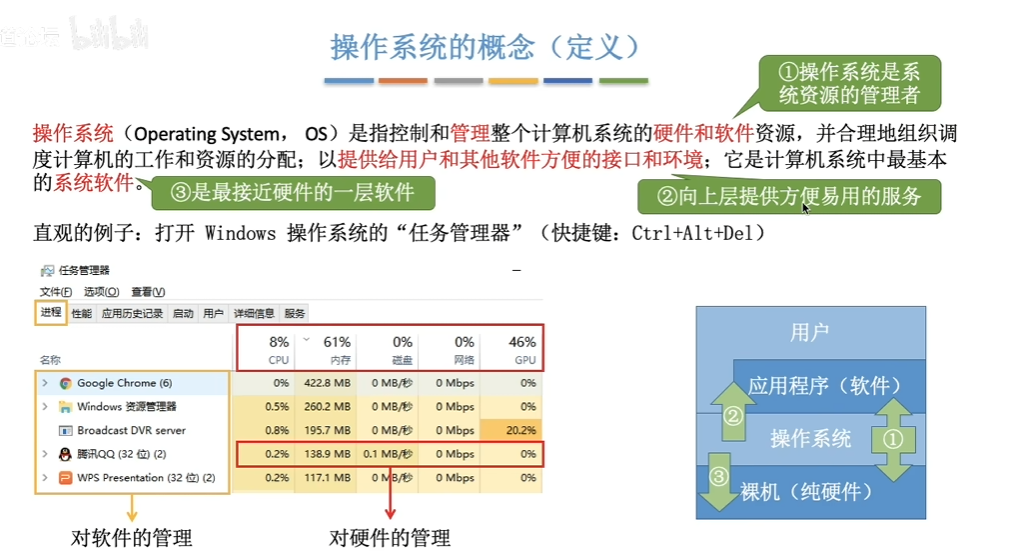 bilibili
操作系统的概念（定义）
①操作系统是系
统资源的管理者
操作系统（Operating System， OS）是指控制和管理整个计算机系统的硬件和软件资源，并合理地组织调
度计算机的工作和资源的分配；以提供给用户和其他软件方便的接口和环境；它是计算机系统中最基本
的系统软件。
③是最接近硬件的一层软件
②向上层提供方便易用的服务
直观的例子：打开 Windows 操作系统的“任务管理器”（快捷键：Ctrl+Alt+Del）
任务管理器
文件(F) 选项(O) 查看(V)
进程 性能 应用历史记录 启动 用户 详细信息 服务
8% 61% 0% 0% 46%
名称 CPU 内存 磁盘 网络 GPU
Google Chrome (6) 0% 422.8 MB 0 MB/秒 0 Mbps 0%
Windows 资源管理器 0.5% 260.2 MB 0 MB/秒 0 Mbps 0%
Broadcast DVR server 0.8% 195.7 MB 0 MB/秒 0 Mbps 20.2%
腾讯QQ (32 位) (2) 0.2% 138.9 MB 0.1 MB/秒 0 Mbps 0%
WPS Presentation (32 位) (2) 0.2% 117.1 MB 0 MB/秒 0 Mbps 0%
对软件的管理
对硬件的管理
用户
应用程序（软件）
②
操作系统
①
③
裸机（纯硬件）